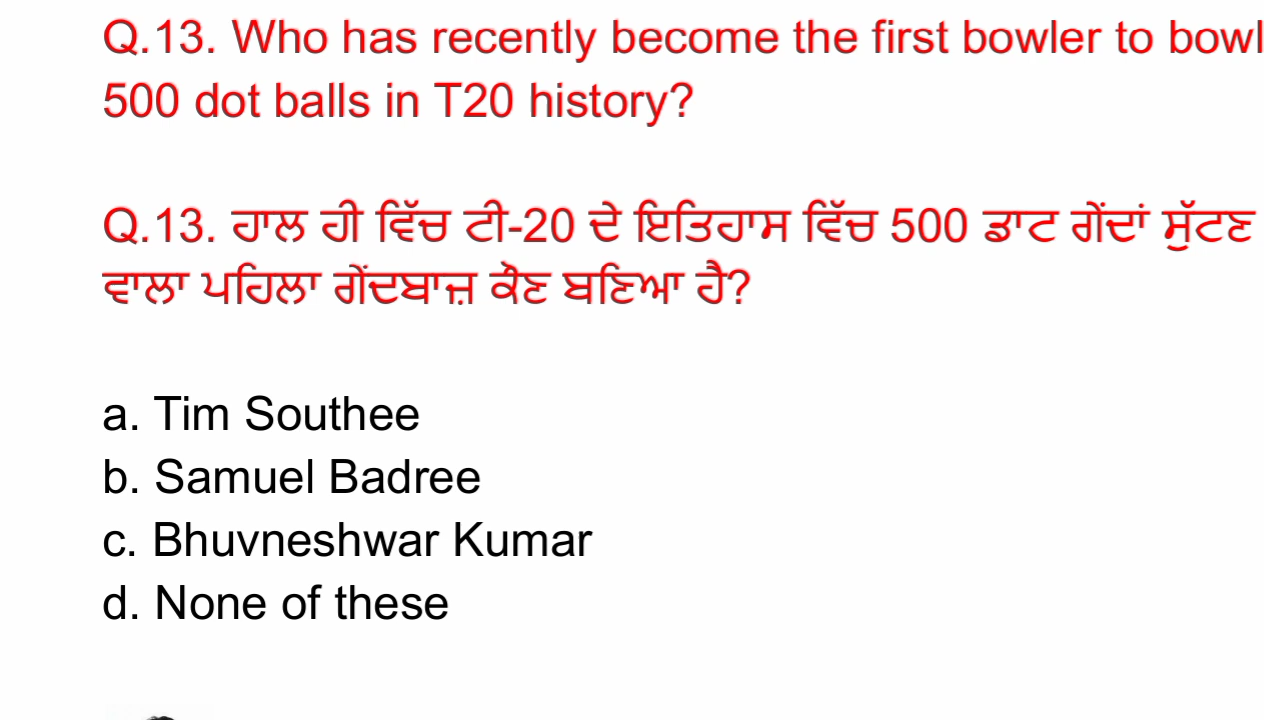 Q.13. Who has recently become the first bowler to bowl
500 dot balls in T20 history?
Q.13. ਹਾਲ ਹੀ ਵਿੱਚ ਟੀ-20 ਦੇ ਇਤਿਹਾਸ ਵਿੱਚ 500 ਡਾਟ ਗੇਂਦਾਂ ਸੁੱਟਣ
ਵਾਲਾ ਪਹਿਲਾ ਗੇਂਦਬਾਜ਼ ਕੌਣ ਬਣਿਆ ਹੈ?
a. Tim Southee
b. Samuel Badree
c. Bhuvneshwar Kumar
d. None of these